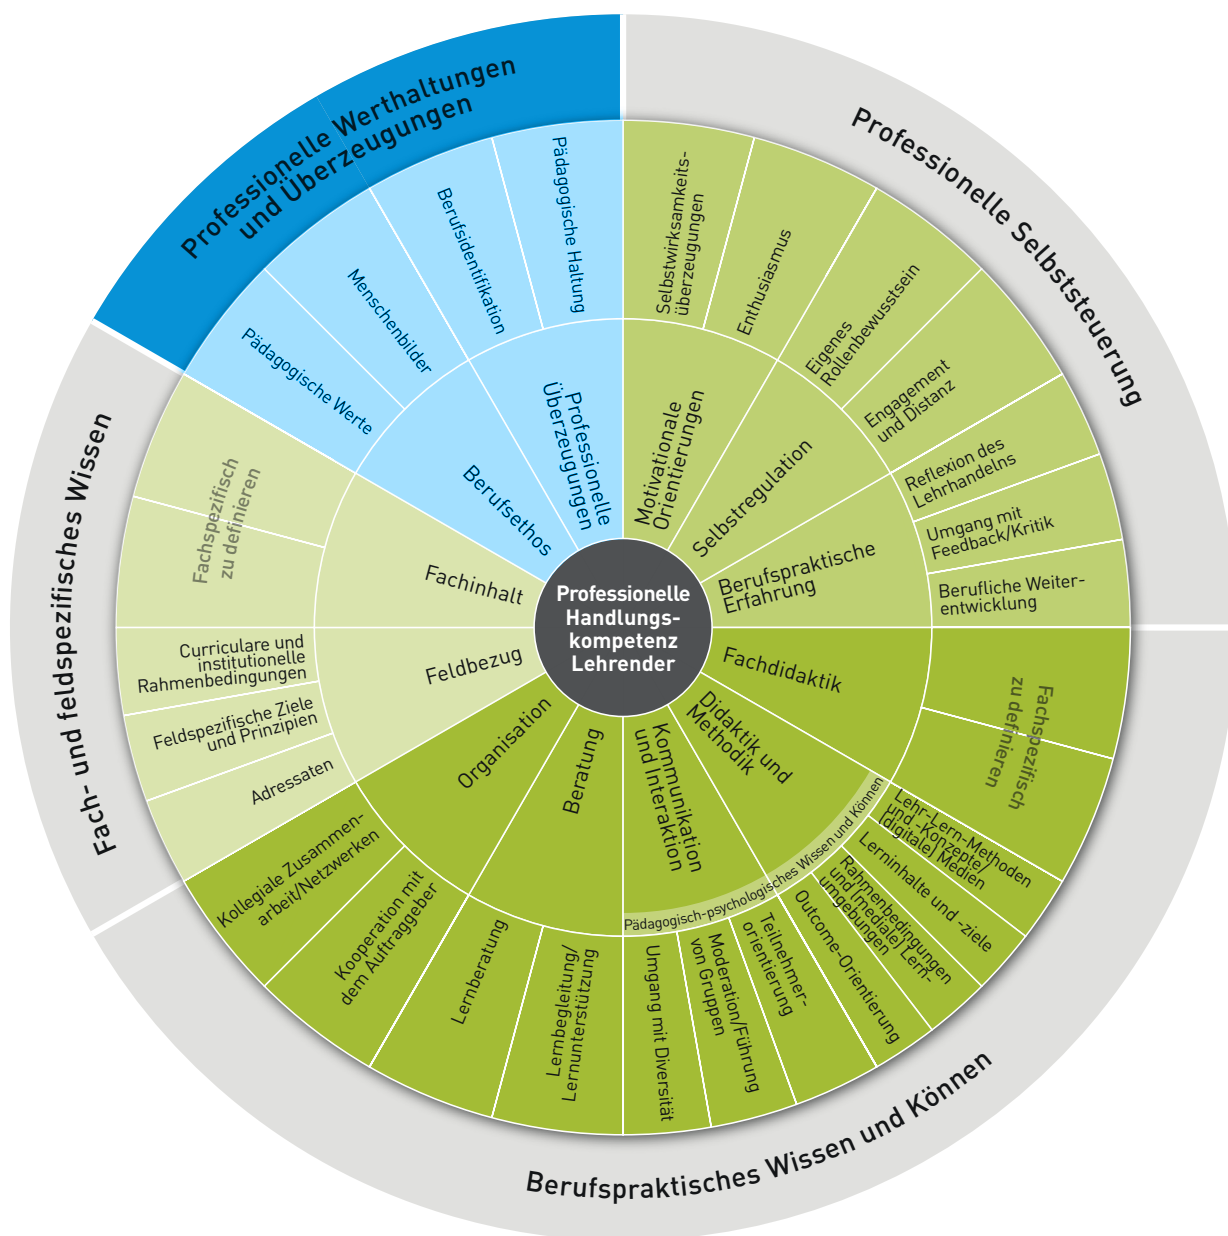 Professionelle Werthaltungen
und Überzeugungen
Professionelle Selbststeuerung
Berufspraktisches Wissen und Können
Fach- und feldspezifisches Wissen
Professionelle
Handlungs-
kompetenz
Lehrender
Motivationale
Orientierungen
Selbstregulation
Berufspraktische
Erfahrung
Fachdidaktik
Didaktik und
Methodik
Kommunikation
und Interaktion
Beratung
Organisation
Feldbezug
Fachinhalt
Berufsethos
Professionelle
Überzeugungen
Pädagogisch-psychologisches Wissen und Können
Selbstwirksamkeits-
überzeugungen
Enthusiasmus
Eigenes
Rollenbewusstsein
Engagement
und Distanz
Reflexion des
Lehrhandelns
Umgang mit
Feedback/Kritik
Berufliche Weiter-
entwicklung
Fachspezifisch
zu definieren
Lehr-Lern-Methoden
und -Konzepte/
(digitale) Medien
Lerninhalte und -ziele
Rahmenbedingungen
und (mediale) Lern-
umgebungen
Outcome-Orientierung
Teilnehmer-
orientierung
Moderation/Führung
von Gruppen
Umgang mit Diversität
Lernbegleitung/
Lernunterstützung
Lernberatung
Kooperation mit
dem Auftraggeber
Kollegiale Zusammen-
arbeit/Netzwerken
Adressaten
Feldspezifische Ziele
und Prinzipien
Curriculare und
institutionelle
Rahmenbedingungen
Fachspezifisch
zu definieren
Pädagogische Werte
Menschenbilder
Berufsidentifikation
Pädagogische Haltung